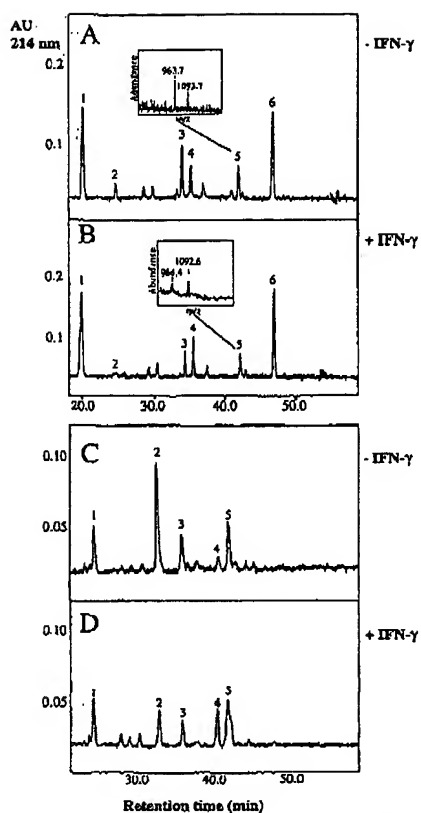 AU
214 nm
A
- IFN-γ
0.2
0.1
Abundance
963.7
1093.7
m/z
1
2
3
4
5
6
B
+ IFN-γ
0.2
0.1
Abundance
964.4
1092.6
m/z
1
2
3
4
5
6
20.0 30.0 40.0 50.0
C
- IFN-γ
0.10
0.05
1
2
3
4
5
D
+ IFN-γ
0.10
0.05
1
2
3
4
5
30.0 40.0 50.0
Retention time (min)